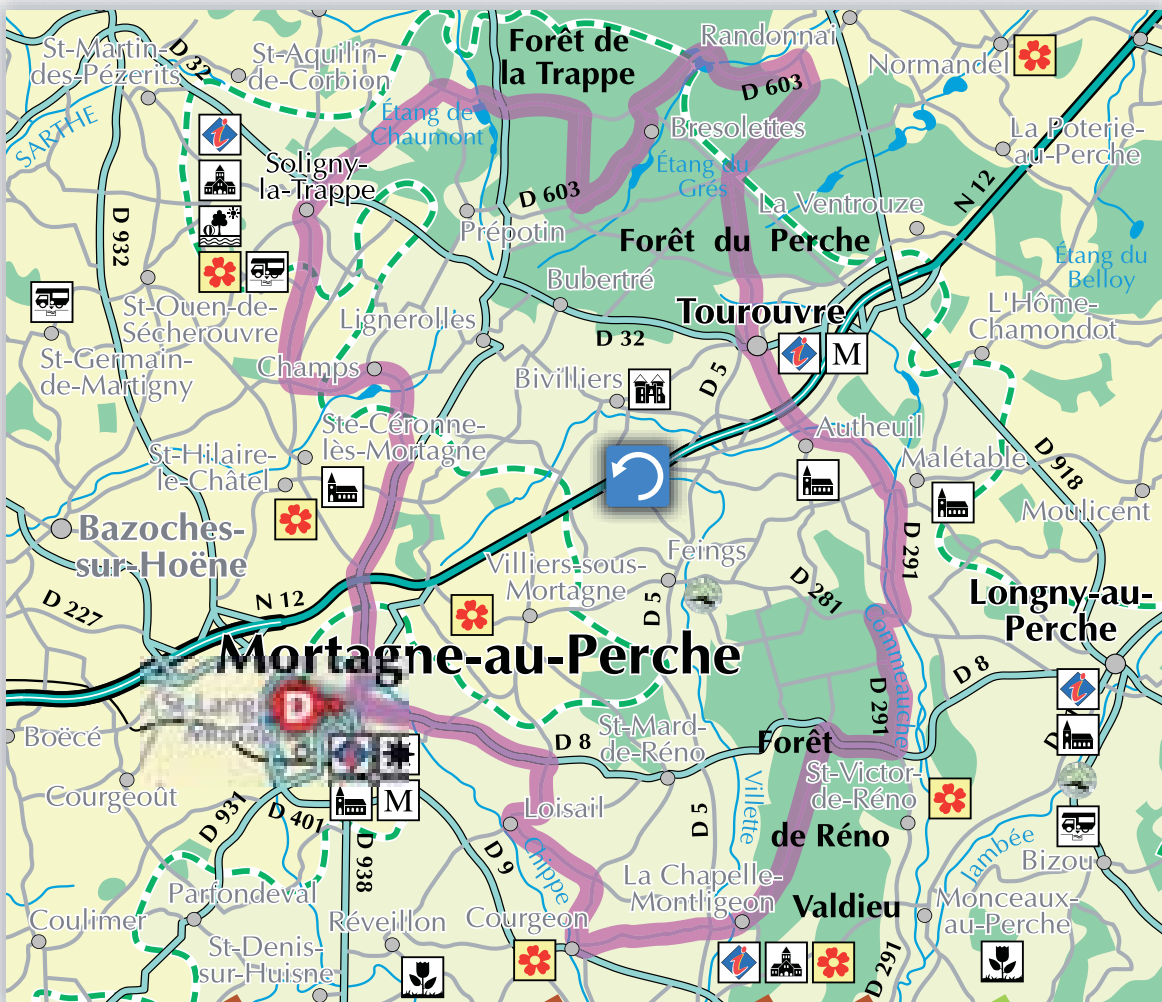 Forêt de
la Trappe
Randonnai
Normandel
St-Martin-
des-Pézerits
D 32
St-Aquilin-
de-Corbion
D 603
SARTHE
Étang de
Chaumont
Bresolettes
La Poterie-
au-Perche
i
Soligny-
la-Trappe
Étang du
Grés
D 603
N 12
D 932
Prépotin
La Ventrouze
Forêt du Perche
Étang du
Belloy
Bubertré
St-Ouen-de-
Sécherouvre
Lignerolles
Tourouvre
L'Hôme-
Chamondot
D 32
St-Germain-
de-Martigny
i
M
Champs
Bivilliers
D 5
Ste-Céronne-
lès-Mortagne
Autheuil
St-Hilaire-
le-Châtel
Malétable
D 918
Moulicent
Bazoches-
sur-Hoëne
D 291
Feings
Villiers-sous-
Mortagne
D 281
D 227
N 12
D 5
Longny-au-
Perche
Commeauche
Mortagne-au-Perche
D 8
i
D
D 291
Boëcé
D 8
St-Mard-
de-Réno
Forêt
St-Victor-
de-Réno
Courgeoût
M
Loisail
Villette
D 5
de Réno
D 931
D 401
D 938
D 9
Chippe
Jambée
Bizou
La Chapelle-
Montligeon
Valdieu
Parfondeval
Monceaux-
au-Perche
Coulimer
Réveillon
Courgeon
St-Denis-
sur-Huisne
i
D 291